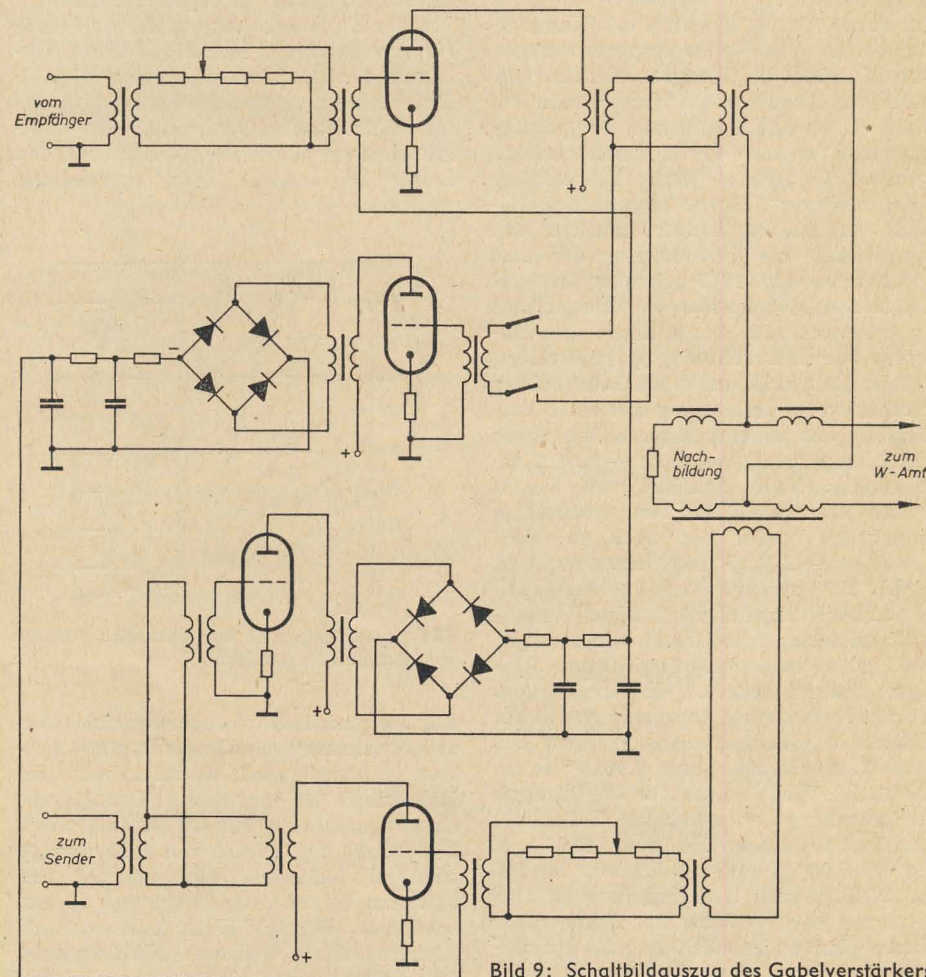 vom
Empfänger
+
–
+
Nach-
bildung
zum
W-Amt
–
+
zum
Sender
+
Bild 9: Schaltbildauszug des Gabelverstärkers